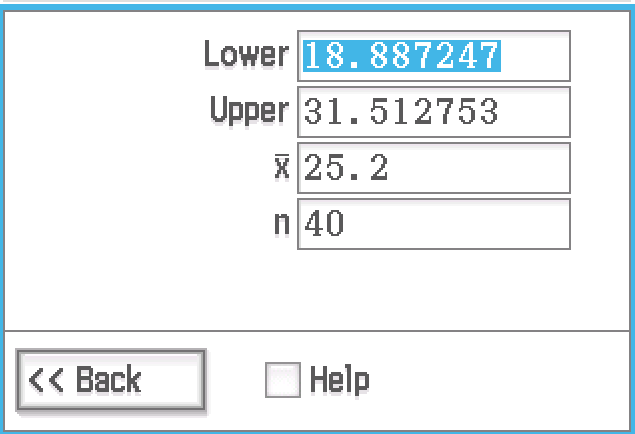 Lower 18.887247
Upper 31.512753
x̄ 25.2
n 40
<< Back Help